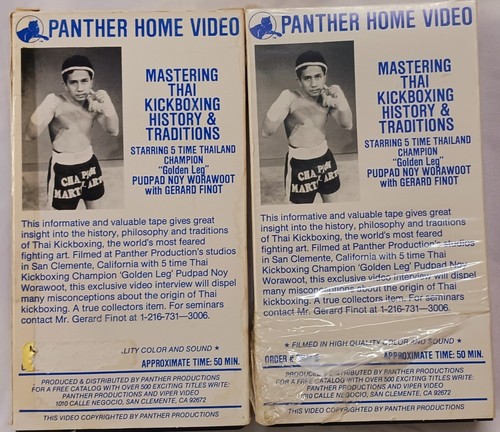 PANTHER HOME VIDEO
MASTERING
THAI
KICKBOXING
HISTORY &
TRADITIONS
STARRING 5 TIME THAILAND
CHAMPION
"Golden Leg"
PUDPAD NOY WORAWOOT
with GERARD FINOT
CHAMPION
MARTIAL ARTS
This informative and valuable tape gives great
insight into the history, philosophy and traditions
of Thai Kickboxing, the world's most feared
fighting art. Filmed at Panther Production's studios
in San Clemente, California with 5 time Thai
Kickboxing Champion 'Golden Leg' Pudpad Noy
Worawoot, this exclusive video interview will dispel
many misconceptions about the origin of Thai
kickboxing. A true collectors item. For seminars
contact Mr. Gerard Finot at 1-216-731—3006.
LITY COLOR AND SOUND ★
APPROXIMATE TIME: 50 MIN.
PRODUCED & DISTRIBUTED BY PANTHER PRODUCTIONS
FOR A FREE CATALOG WITH OVER 500 EXCITING TITLES WRITE:
PANTHER PRODUCTIONS AND VIPER VIDEO
1010 CALLE NEGOCIO, SAN CLEMENTE, CA 92672
THIS VIDEO COPYRIGHTED BY PANTHER PRODUCTIONS
PANTHER HOME VIDEO
MASTERING
THAI
KICKBOXING
HISTORY &
TRADITIONS
STARRING 5 TIME THAILAND
CHAMPION
"Golden Leg"
PUDPAD NOY WORAWOOT
with GERARD FINOT
CHAMPION
MARTIAL ARTS
This informative and valuable tape gives great
insight into the history, philosophy and traditions
of Thai Kickboxing, the world's most feared
fighting art. Filmed at Panther Production's studios
in San Clemente, California with 5 time Thai
Kickboxing Champion 'Golden Leg' Pudpad Noy
Worawoot, this exclusive video interview will dispel
many misconceptions about the origin of Thai
kickboxing. A true collectors item. For seminars
contact Mr. Gerard Finot at 1-216-731—3006.
★ FILMED IN HIGH QUALITY COLOR AND SOUND ★
ORDER # APPROXIMATE TIME: 50 MIN.
PRODUCED & DISTRIBUTED BY PANTHER PRODUCTIONS
FOR A FREE CATALOG WITH OVER 500 EXCITING TITLES WRITE:
PANTHER PRODUCTIONS AND VIPER VIDEO
1010 CALLE NEGOCIO, SAN CLEMENTE, CA 92672
THIS VIDEO COPYRIGHTED BY PANTHER PRODUCTIONS